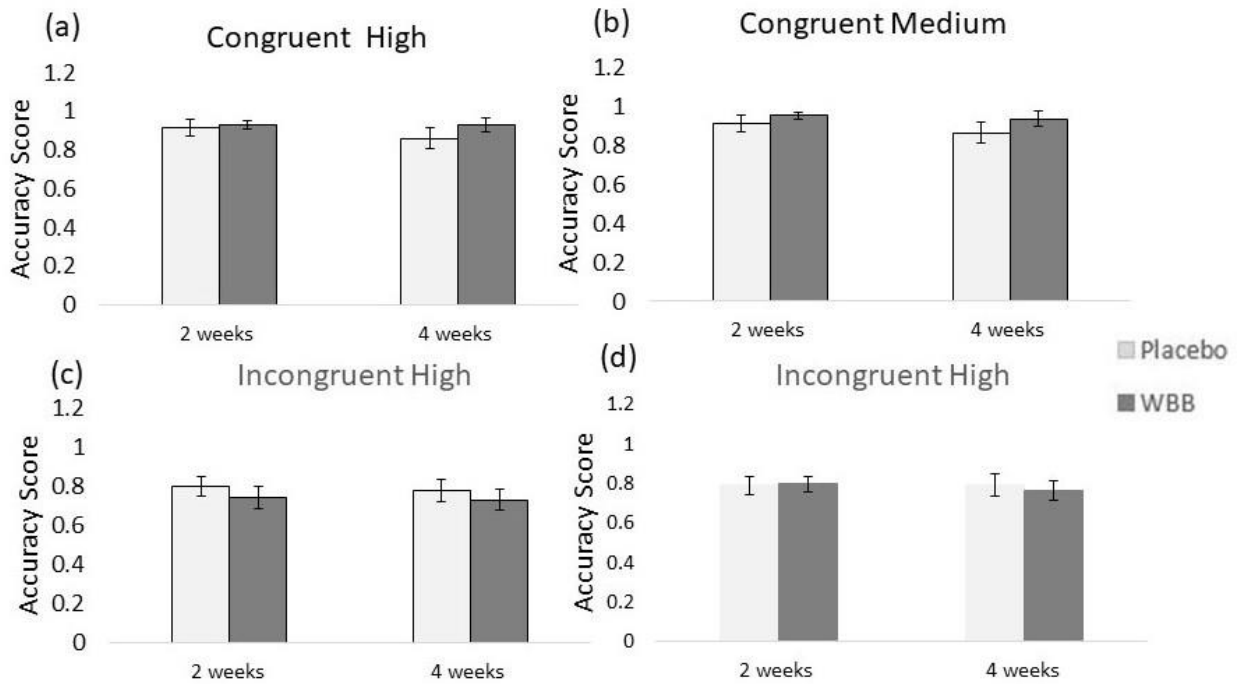 (a)
Congruent High
1.2
1
0.8
0.6
0.4
0.2
0
Accuracy Score
2 weeks 4 weeks
(b)
Congruent Medium
1.2
1
0.8
0.6
0.4
0.2
0
Accuracy Score
2 weeks 4 weeks
(c)
Incongruent High
1.2
1
0.8
0.6
0.4
0.2
0
Accuracy Score
2 weeks 4 weeks
(d)
Incongruent High
1.2
1
0.8
0.6
0.4
0.2
0
Accuracy Score
2 weeks 4 weeks
Placebo
WBB